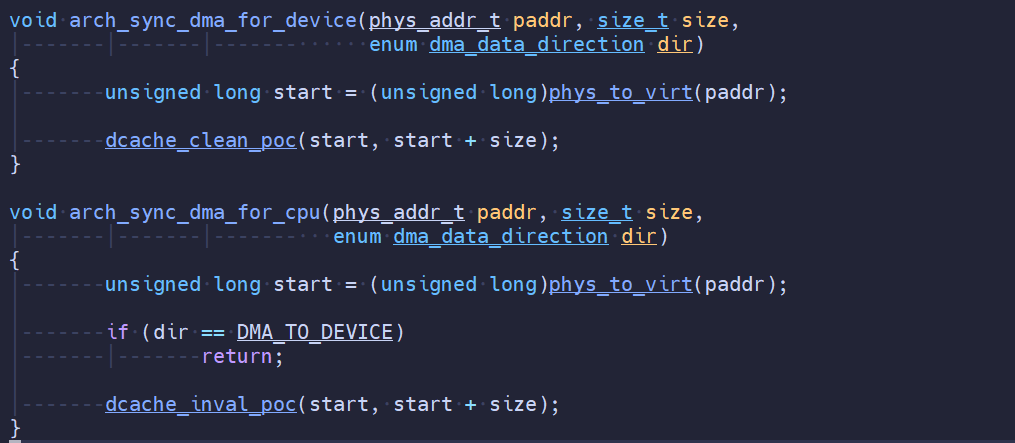 void arch_sync_dma_for_device(phys_addr_t paddr, size_t size,
enum dma_data_direction dir)
{
unsigned long start = (unsigned long)phys_to_virt(paddr);
dcache_clean_poc(start, start + size);
}
void arch_sync_dma_for_cpu(phys_addr_t paddr, size_t size,
enum dma_data_direction dir)
{
unsigned long start = (unsigned long)phys_to_virt(paddr);
if (dir == DMA_TO_DEVICE)
return;
dcache_inval_poc(start, start + size);
}